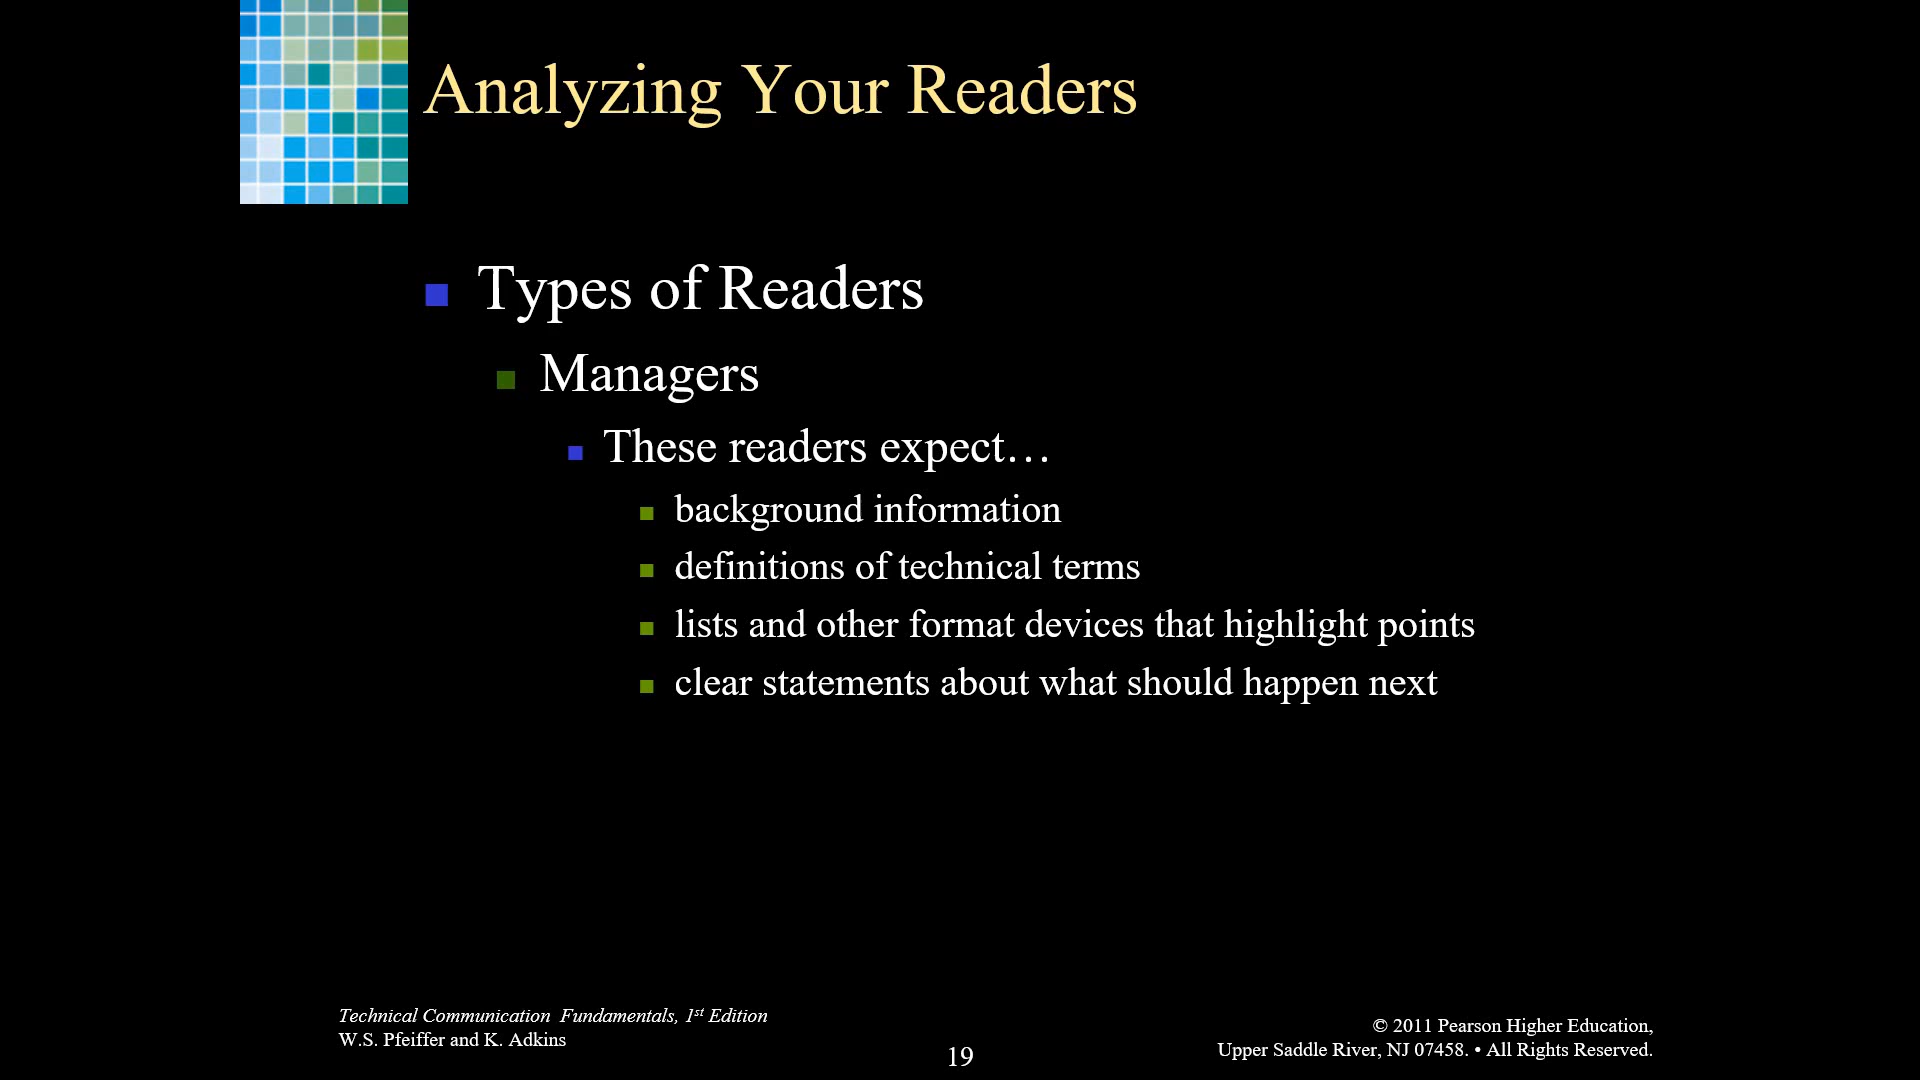 Analyzing Your Readers
Types of Readers
Managers
These readers expect…
background information
definitions of technical terms
lists and other format devices that highlight points
clear statements about what should happen next
Technical Communication Fundamentals, 1st Edition
W.S. Pfeiffer and K. Adkins
19
© 2011 Pearson Higher Education,
Upper Saddle River, NJ 07458. • All Rights Reserved.